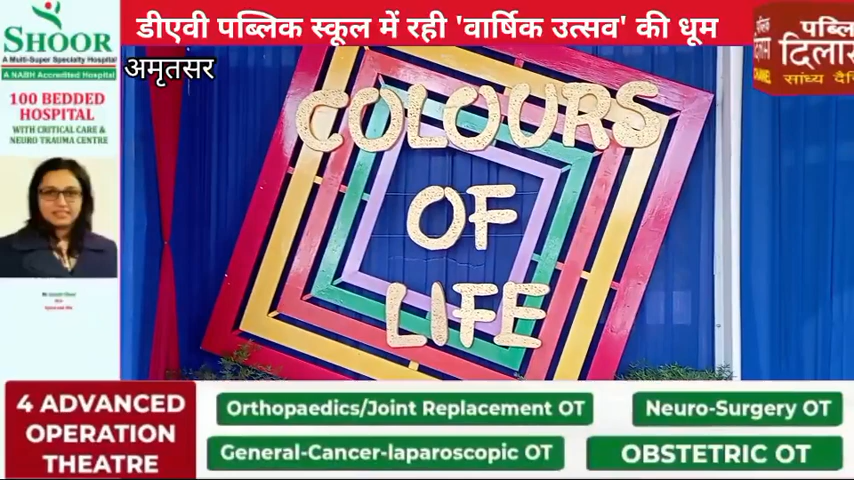 डीएवी पब्लिक स्कूल में रही 'वार्षिक उत्सव' की धूम
अमृतसर
SHOOR
A Multi-Super Specialty Hospital
A NABH Accredited Hospital
100 BEDDED
HOSPITAL
WITH CRITICAL CARE &
NEURO TRAUMA CENTRE
पब्लि
दिलास
सांध्य दै
CHANNEL
COLOURS
OF
LIFE
4 ADVANCED
OPERATION
THEATRE
Orthopaedics/Joint Replacement OT
Neuro-Surgery OT
General-Cancer-laparoscopic OT
OBSTETRIC OT